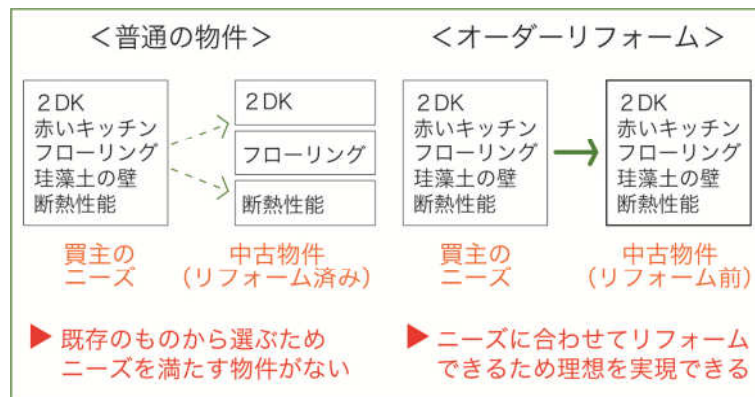 ＜普通の物件＞
２DK
赤いキッチン
フローリング
珪藻土の壁
断熱性能
２DK
フローリング
断熱性能
買主の
ニーズ
中古物件
（リフォーム済み）
▶ 既存のものから選ぶため
ニーズを満たす物件がない
＜オーダーリフォーム＞
２DK
赤いキッチン
フローリング
珪藻土の壁
断熱性能
２DK
赤いキッチン
フローリング
珪藻土の壁
断熱性能
買主の
ニーズ
中古物件
（リフォーム前）
▶ ニーズに合わせてリフォーム
できるため理想を実現できる